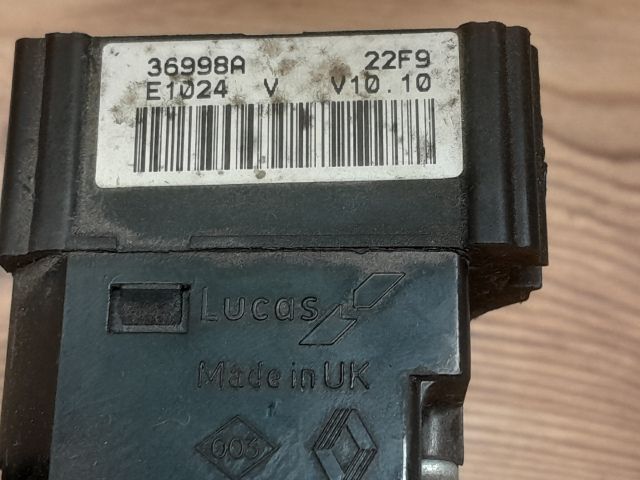 36998A 22F9
E1024 V V10.10
Lucas
Made in UK
003